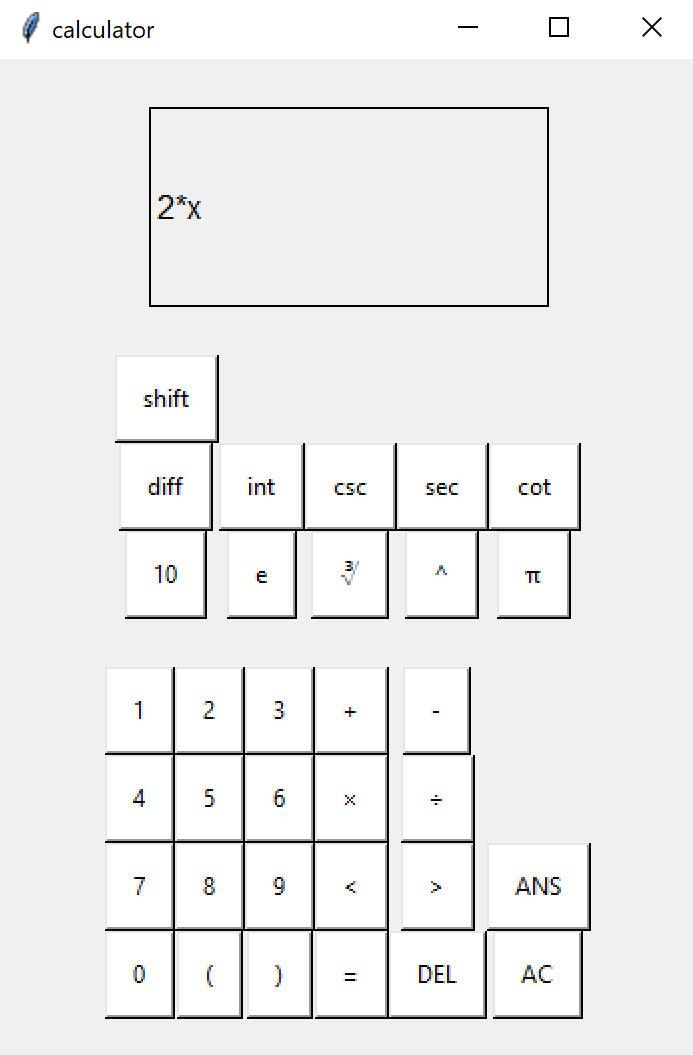 calculator
2*x
shift
diff int csc sec cot
10 e ∛ ^ π
1 2 3 + -
4 5 6 × ÷
7 8 9 < > ANS
0 ( ) = DEL AC